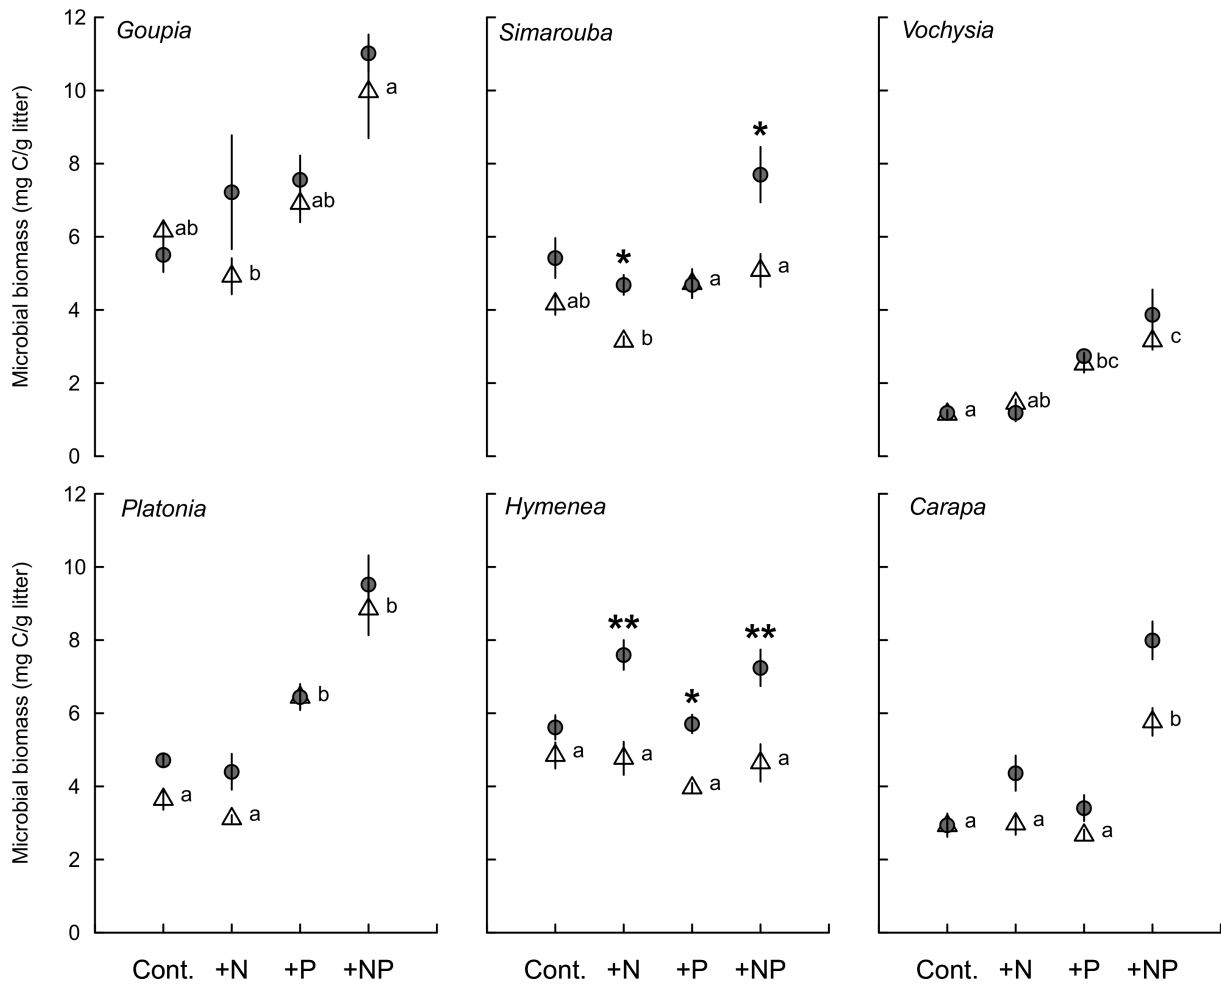 12
10
8
6
4
2
0
Microbial biomass (mg C/g litter)
Goupia
ab
b
ab
a
Simarouba
ab
*
b
a
*
a
Vochysia
a
ab
bc
c
12
10
8
6
4
2
0
Microbial biomass (mg C/g litter)
Platonia
a
a
b
b
Hymenea
a
**
a
*
a
**
a
Carapa
a
a
a
b
Cont. +N +P +NP
Cont. +N +P +NP
Cont. +N +P +NP